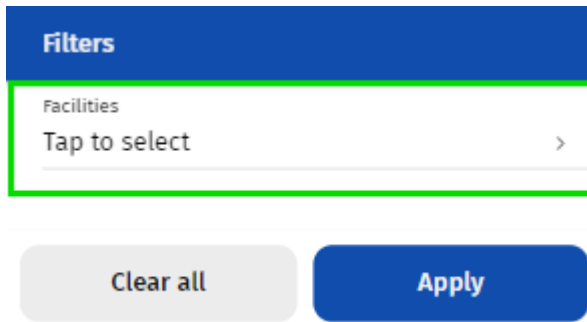 Filters
Facilities
Tap to select
Clear all
Apply